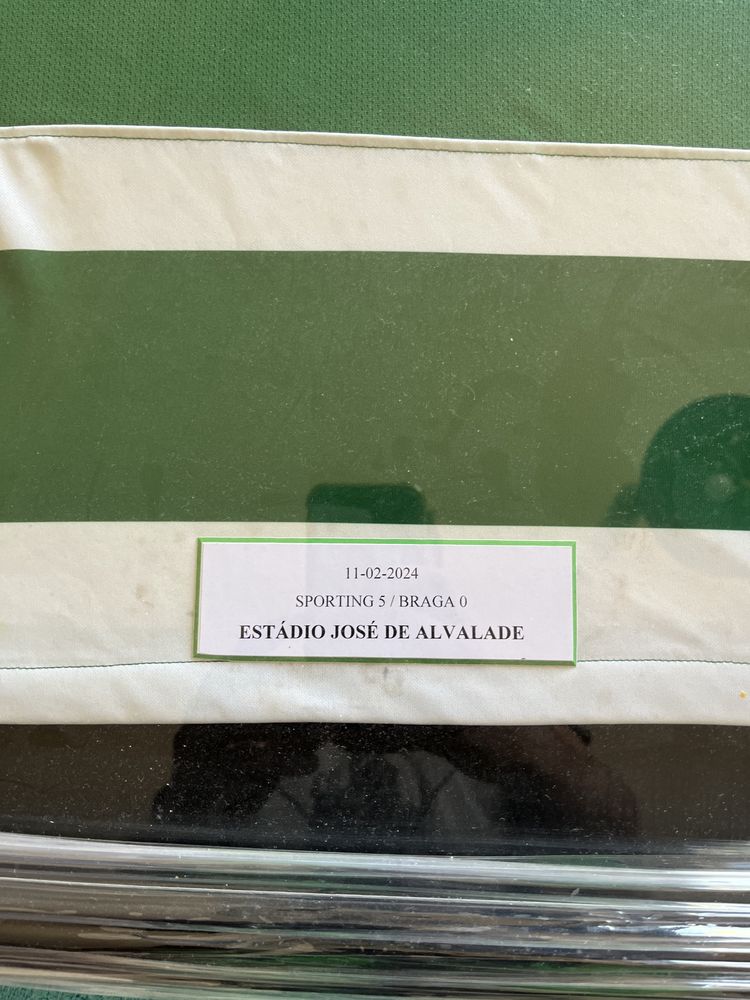 11-02-2024
SPORTING 5 / BRAGA 0
ESTÁDIO JOSÉ DE ALVALADE